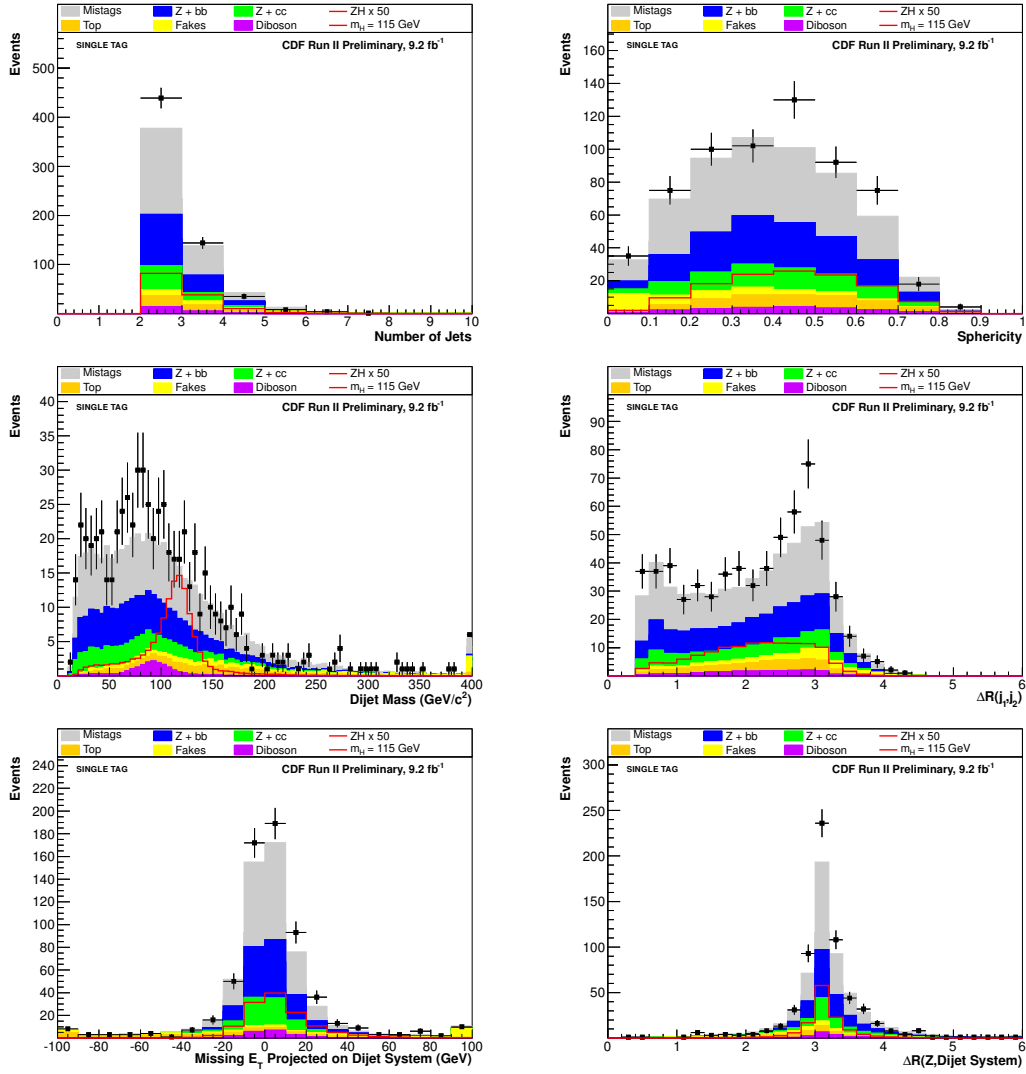 Mistags Z + bb Z + cc ZH x 50
Top Fakes Diboson m_H = 115 GeV
SINGLE TAG CDF Run II Preliminary, 9.2 fb⁻¹
Events
500
400
300
200
100
0 1 2 3 4 5 6 7 8 9 10
Number of Jets
Mistags Z + bb Z + cc ZH x 50
Top Fakes Diboson m_H = 115 GeV
SINGLE TAG CDF Run II Preliminary, 9.2 fb⁻¹
Events
160
140
120
100
80
60
40
20
0 0.1 0.2 0.3 0.4 0.5 0.6 0.7 0.8 0.9 1
Sphericity
Mistags Z + bb Z + cc ZH x 50
Top Fakes Diboson m_H = 115 GeV
SINGLE TAG CDF Run II Preliminary, 9.2 fb⁻¹
Events
40
35
30
25
20
15
10
5
0 50 100 150 200 250 300 350 400
Dijet Mass (GeV/c²)
Mistags Z + bb Z + cc ZH x 50
Top Fakes Diboson m_H = 115 GeV
SINGLE TAG CDF Run II Preliminary, 9.2 fb⁻¹
Events
90
80
70
60
50
40
30
20
10
0 1 2 3 4 5 6
ΔR(j₁,j₂)
Mistags Z + bb Z + cc ZH x 50
Top Fakes Diboson m_H = 115 GeV
SINGLE TAG CDF Run II Preliminary, 9.2 fb⁻¹
Events
240
220
200
180
160
140
120
100
80
60
40
20
-100 -80 -60 -40 -20 0 20 40 60 80 100
Missing E_T Projected on Dijet System (GeV)
Mistags Z + bb Z + cc ZH x 50
Top Fakes Diboson m_H = 115 GeV
SINGLE TAG CDF Run II Preliminary, 9.2 fb⁻¹
Events
300
250
200
150
100
50
0 1 2 3 4 5 6
ΔR(Z,Dijet System)